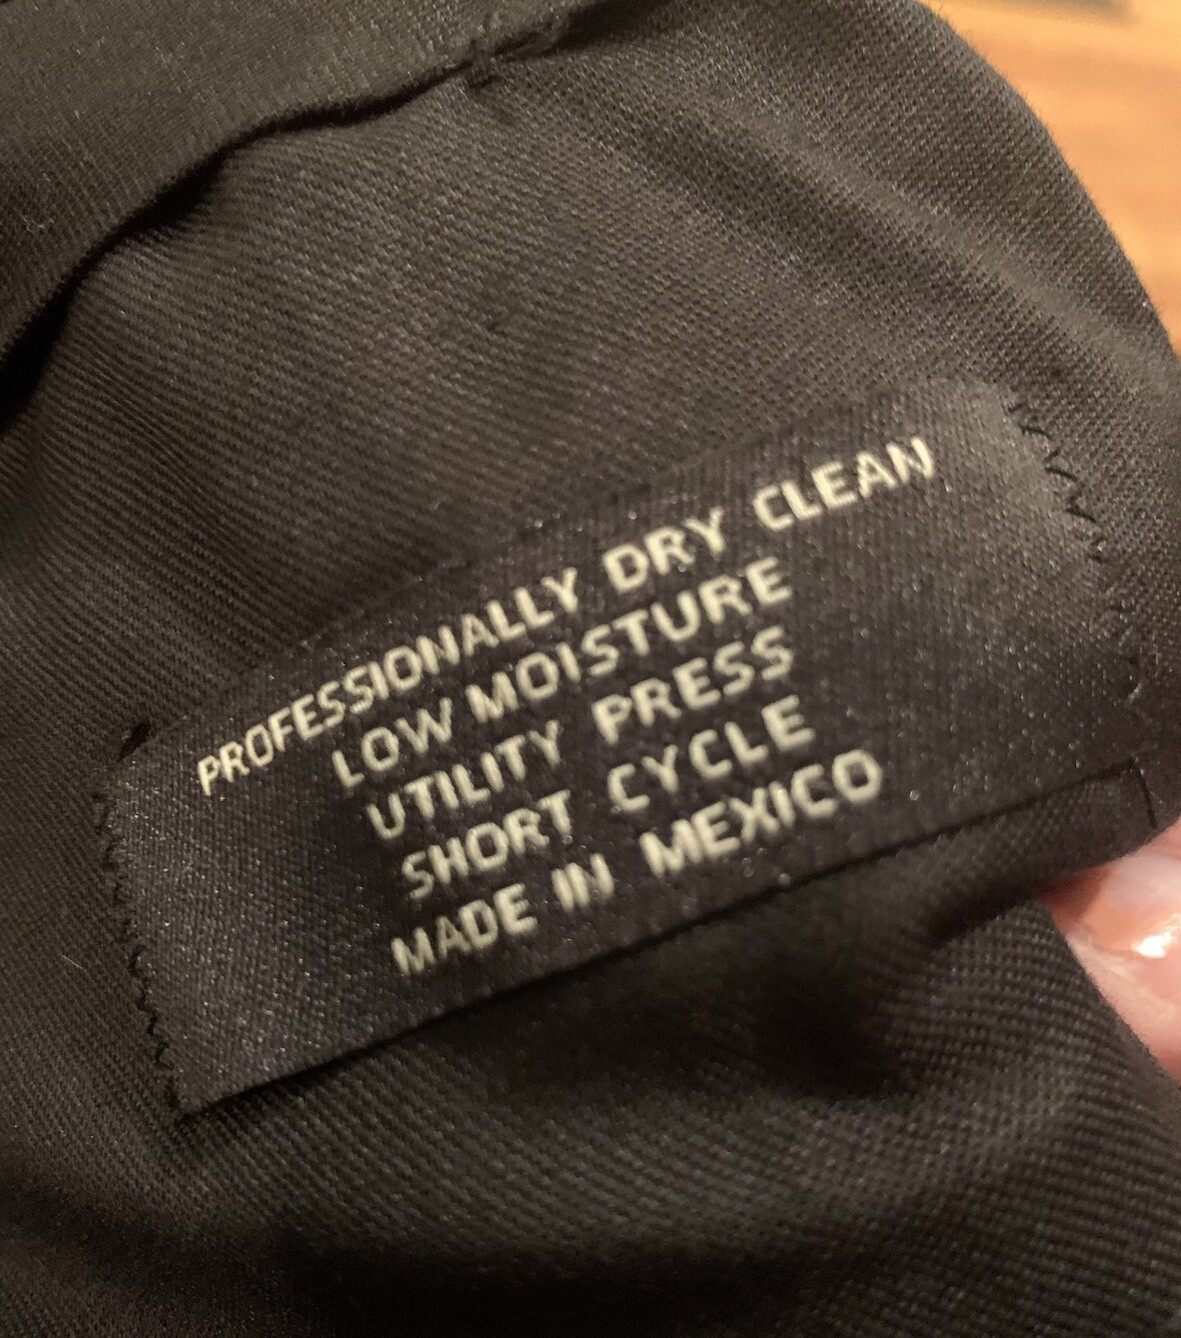 PROFESSIONALLY DRY CLEAN
LOW MOISTURE
UTILITY PRESS
SHORT CYCLE
MADE IN MEXICO